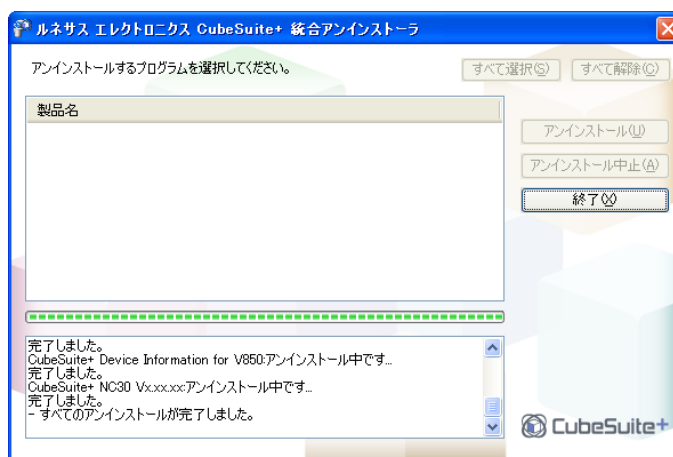 ルネサス エレクトロニクス CubeSuite+ 統合アンインストーラ
アンインストールするプログラムを選択してください。
すべて選択(S)
すべて解除(C)
製品名
アンインストール(U)
アンインストール中止(A)
終了(X)
完了しました。
CubeSuite+ Device Information for V850:アンインストール中です...
完了しました。
CubeSuite+ NC30 Vx.xx.xx:アンインストール中です...
完了しました。
- すべてのアンインストールが完了しました。
CubeSuite+